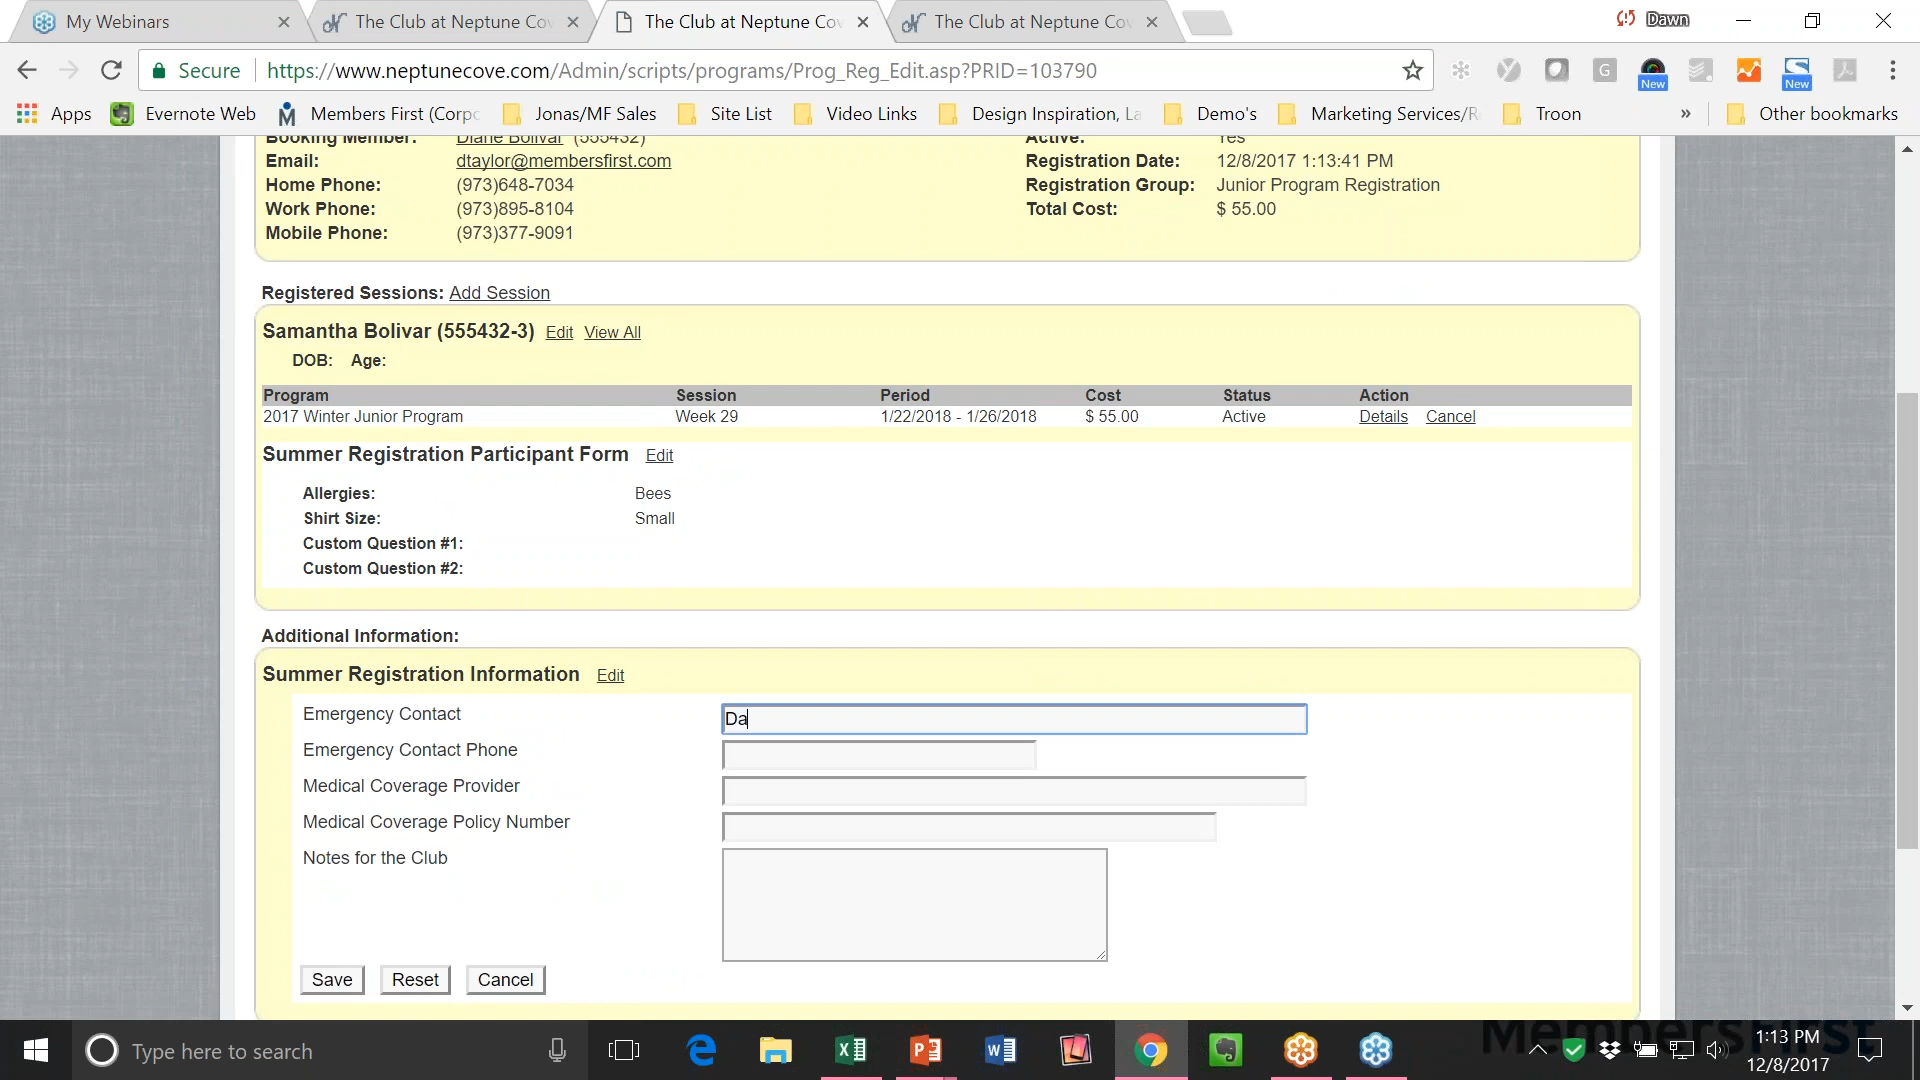 My Webinars
The Club at Neptune Cov
The Club at Neptune Cov
The Club at Neptune Cov
Dawn
Secure
https://www.neptunecove.com/Admin/scripts/programs/Prog_Reg_Edit.asp?PRID=103790
G
New
New
Apps
Evernote Web
Members First (Corpc
Jonas/MF Sales
Site List
Video Links
Design Inspiration, La
Demo's
Marketing Services/R
Troon
»
Other bookmarks
Booking Member: Diane Bolivar (555432)
Active: Yes
Email: dtaylor@membersfirst.com
Registration Date: 12/8/2017 1:13:41 PM
Home Phone: (973)648-7034
Registration Group: Junior Program Registration
Work Phone: (973)895-8104
Total Cost: $ 55.00
Mobile Phone: (973)377-9091
Registered Sessions: Add Session
Samantha Bolivar (555432-3) Edit View All
DOB: Age:
Program Session Period Cost Status Action
2017 Winter Junior Program Week 29 1/22/2018 - 1/26/2018 $ 55.00 Active Details Cancel
Summer Registration Participant Form Edit
Allergies: Bees
Shirt Size: Small
Custom Question #1:
Custom Question #2:
Additional Information:
Summer Registration Information Edit
Emergency Contact Da
Emergency Contact Phone
Medical Coverage Provider
Medical Coverage Policy Number
Notes for the Club
Save Reset Cancel
MembersFirst
Type here to search
1:13 PM
12/8/2017